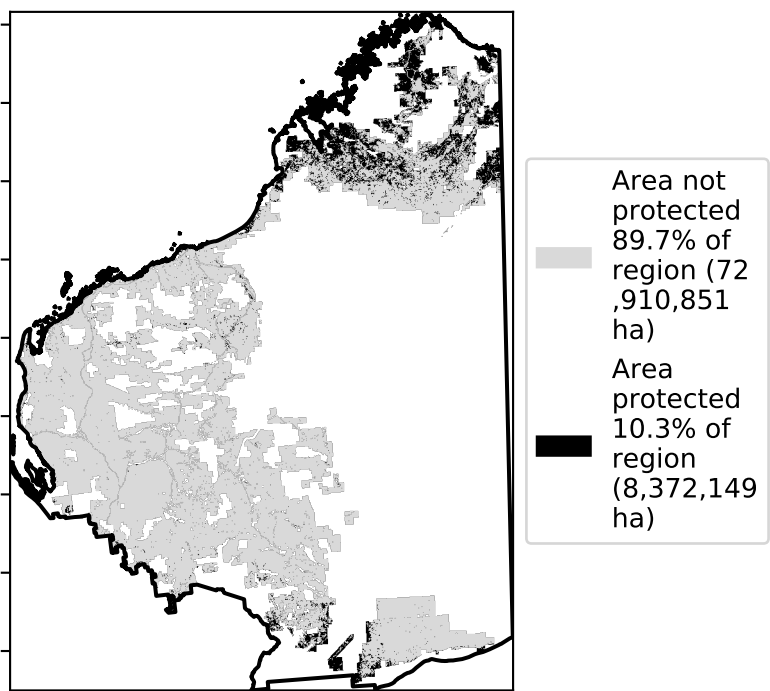 Area not
protected
89.7% of
region (72
,910,851
ha)
Area
protected
10.3% of
region
(8,372,149
ha)